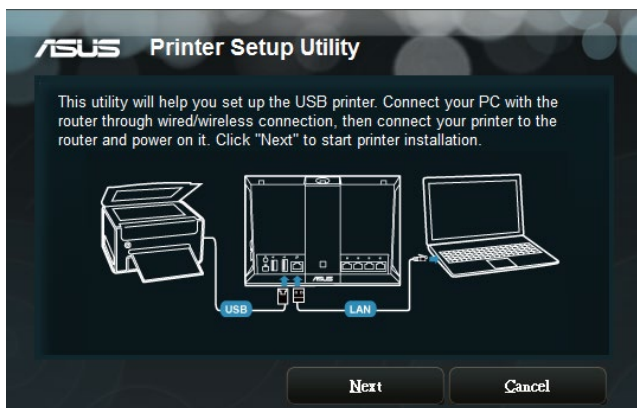 ASUS Printer Setup Utility
This utility will help you set up the USB printer. Connect your PC with the
router through wired/wireless connection, then connect your printer to the
router and power on it. Click "Next" to start printer installation.
ASUS
USB
LAN
Next
Cancel